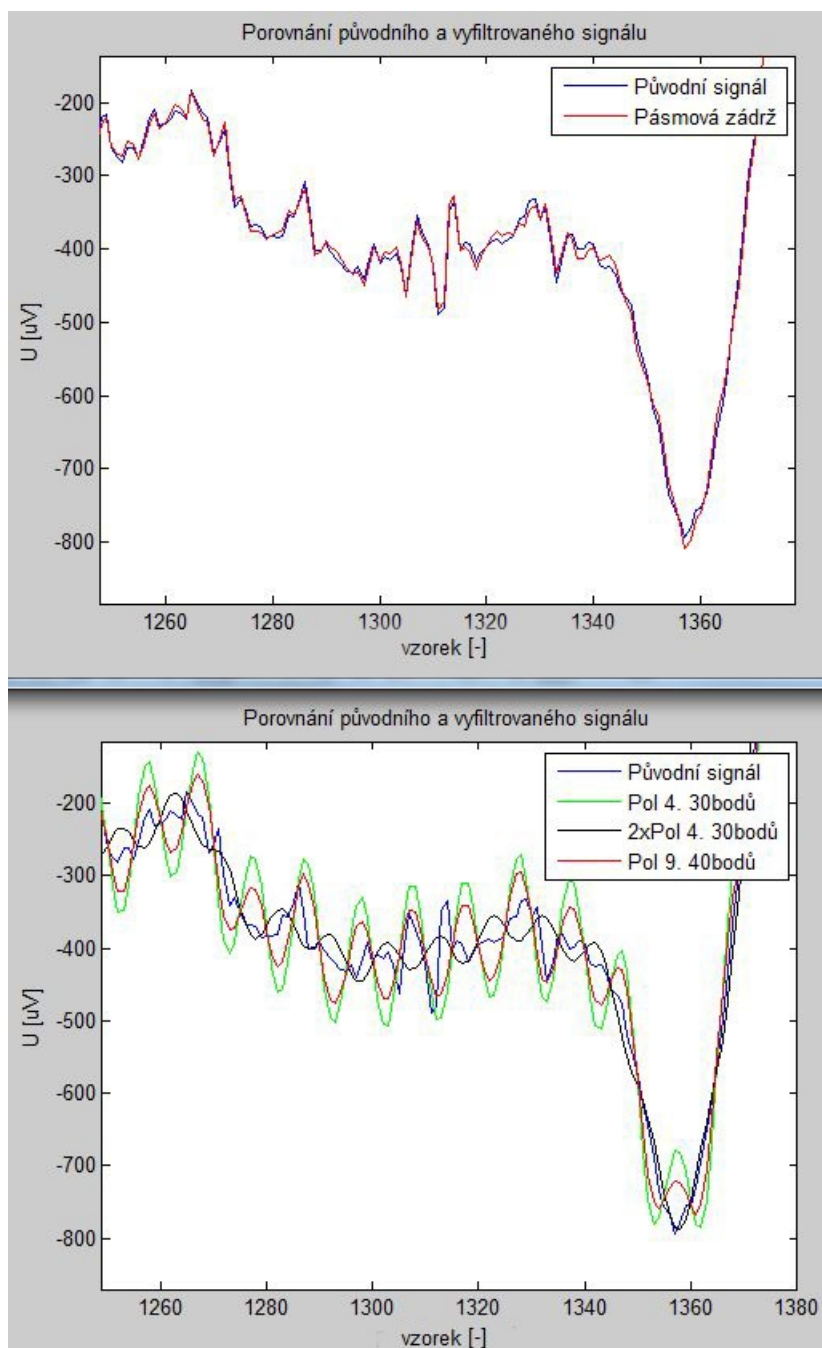 Porovnání původního a vyfiltrovaného signálu
Původní signál
Pásmová zádrž
-200
-300
-400
-500
-600
-700
-800
U [uV]
1260 1280 1300 1320 1340 1360
vzorek [-]
Porovnání původního a vyfiltrovaného signálu
Původní signál
Pol 4. 30bodů
2xPol 4. 30bodů
Pol 9. 40bodů
-200
-300
-400
-500
-600
-700
-800
U [uV]
1260 1280 1300 1320 1340 1360 1380
vzorek [-]